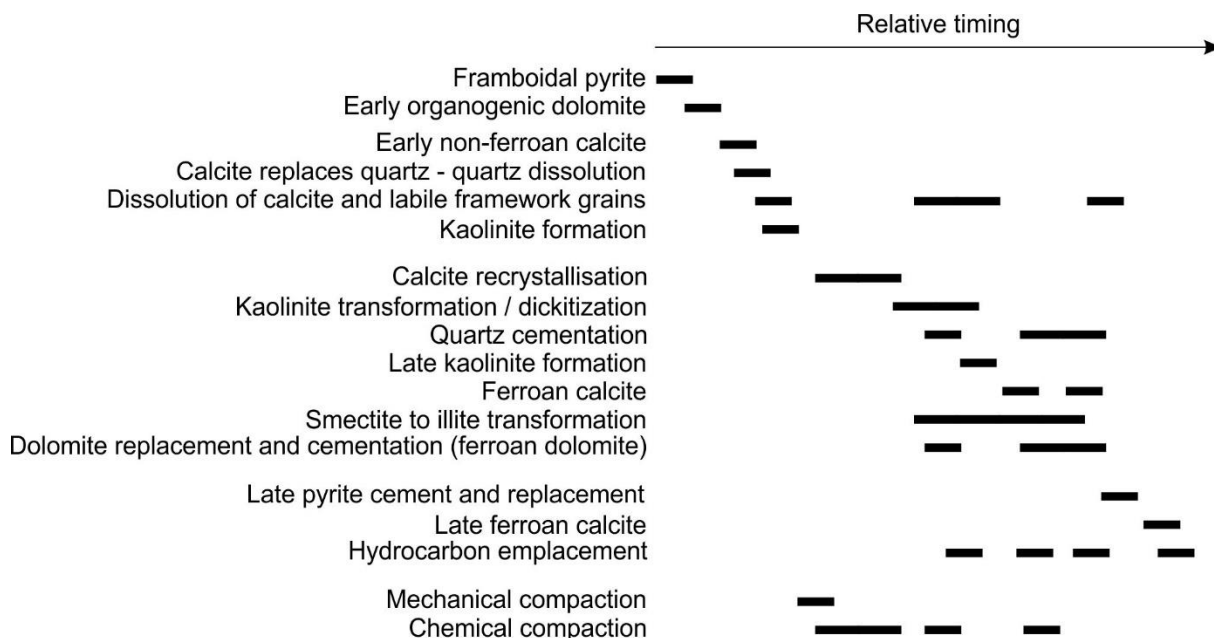 Relative timing
Framboidal pyrite
Early organogenic dolomite
Early non-ferroan calcite
Calcite replaces quartz - quartz dissolution
Dissolution of calcite and labile framework grains
Kaolinite formation
Calcite recrystallisation
Kaolinite transformation / dickitization
Quartz cementation
Late kaolinite formation
Ferroan calcite
Smectite to illite transformation
Dolomite replacement and cementation (ferroan dolomite)
Late pyrite cement and replacement
Late ferroan calcite
Hydrocarbon emplacement
Mechanical compaction
Chemical compaction